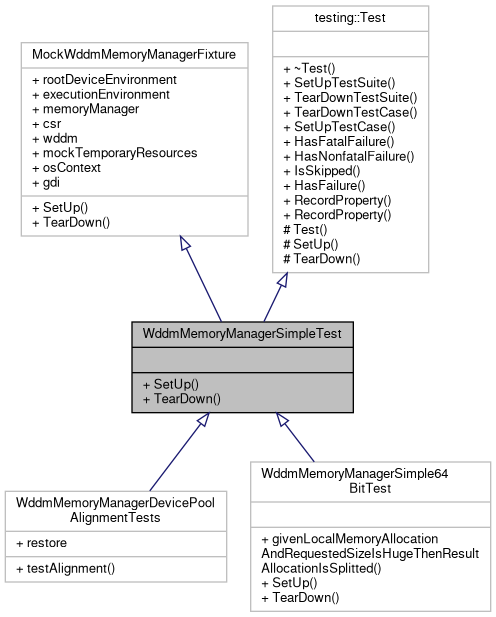 MockWddmMemoryManagerFixture
+ rootDeviceEnvironment
+ executionEnvironment
+ memoryManager
+ csr
+ wddm
+ mockTemporaryResources
+ osContext
+ gdi
+ SetUp()
+ TearDown()
testing::Test
+ ~Test()
+ SetUpTestSuite()
+ TearDownTestSuite()
+ TearDownTestCase()
+ SetUpTestCase()
+ HasFatalFailure()
+ HasNonfatalFailure()
+ IsSkipped()
+ HasFailure()
+ RecordProperty()
+ RecordProperty()
# Test()
# SetUp()
# TearDown()
WddmMemoryManagerSimpleTest
+ SetUp()
+ TearDown()
WddmMemoryManagerDevicePool
AlignmentTests
+ restore
+ testAlignment()
WddmMemoryManagerSimple64
BitTest
+ givenLocalMemoryAllocation
AndRequestedSizeIsHugeThenResult
AllocationIsSplitted()
+ SetUp()
+ TearDown()